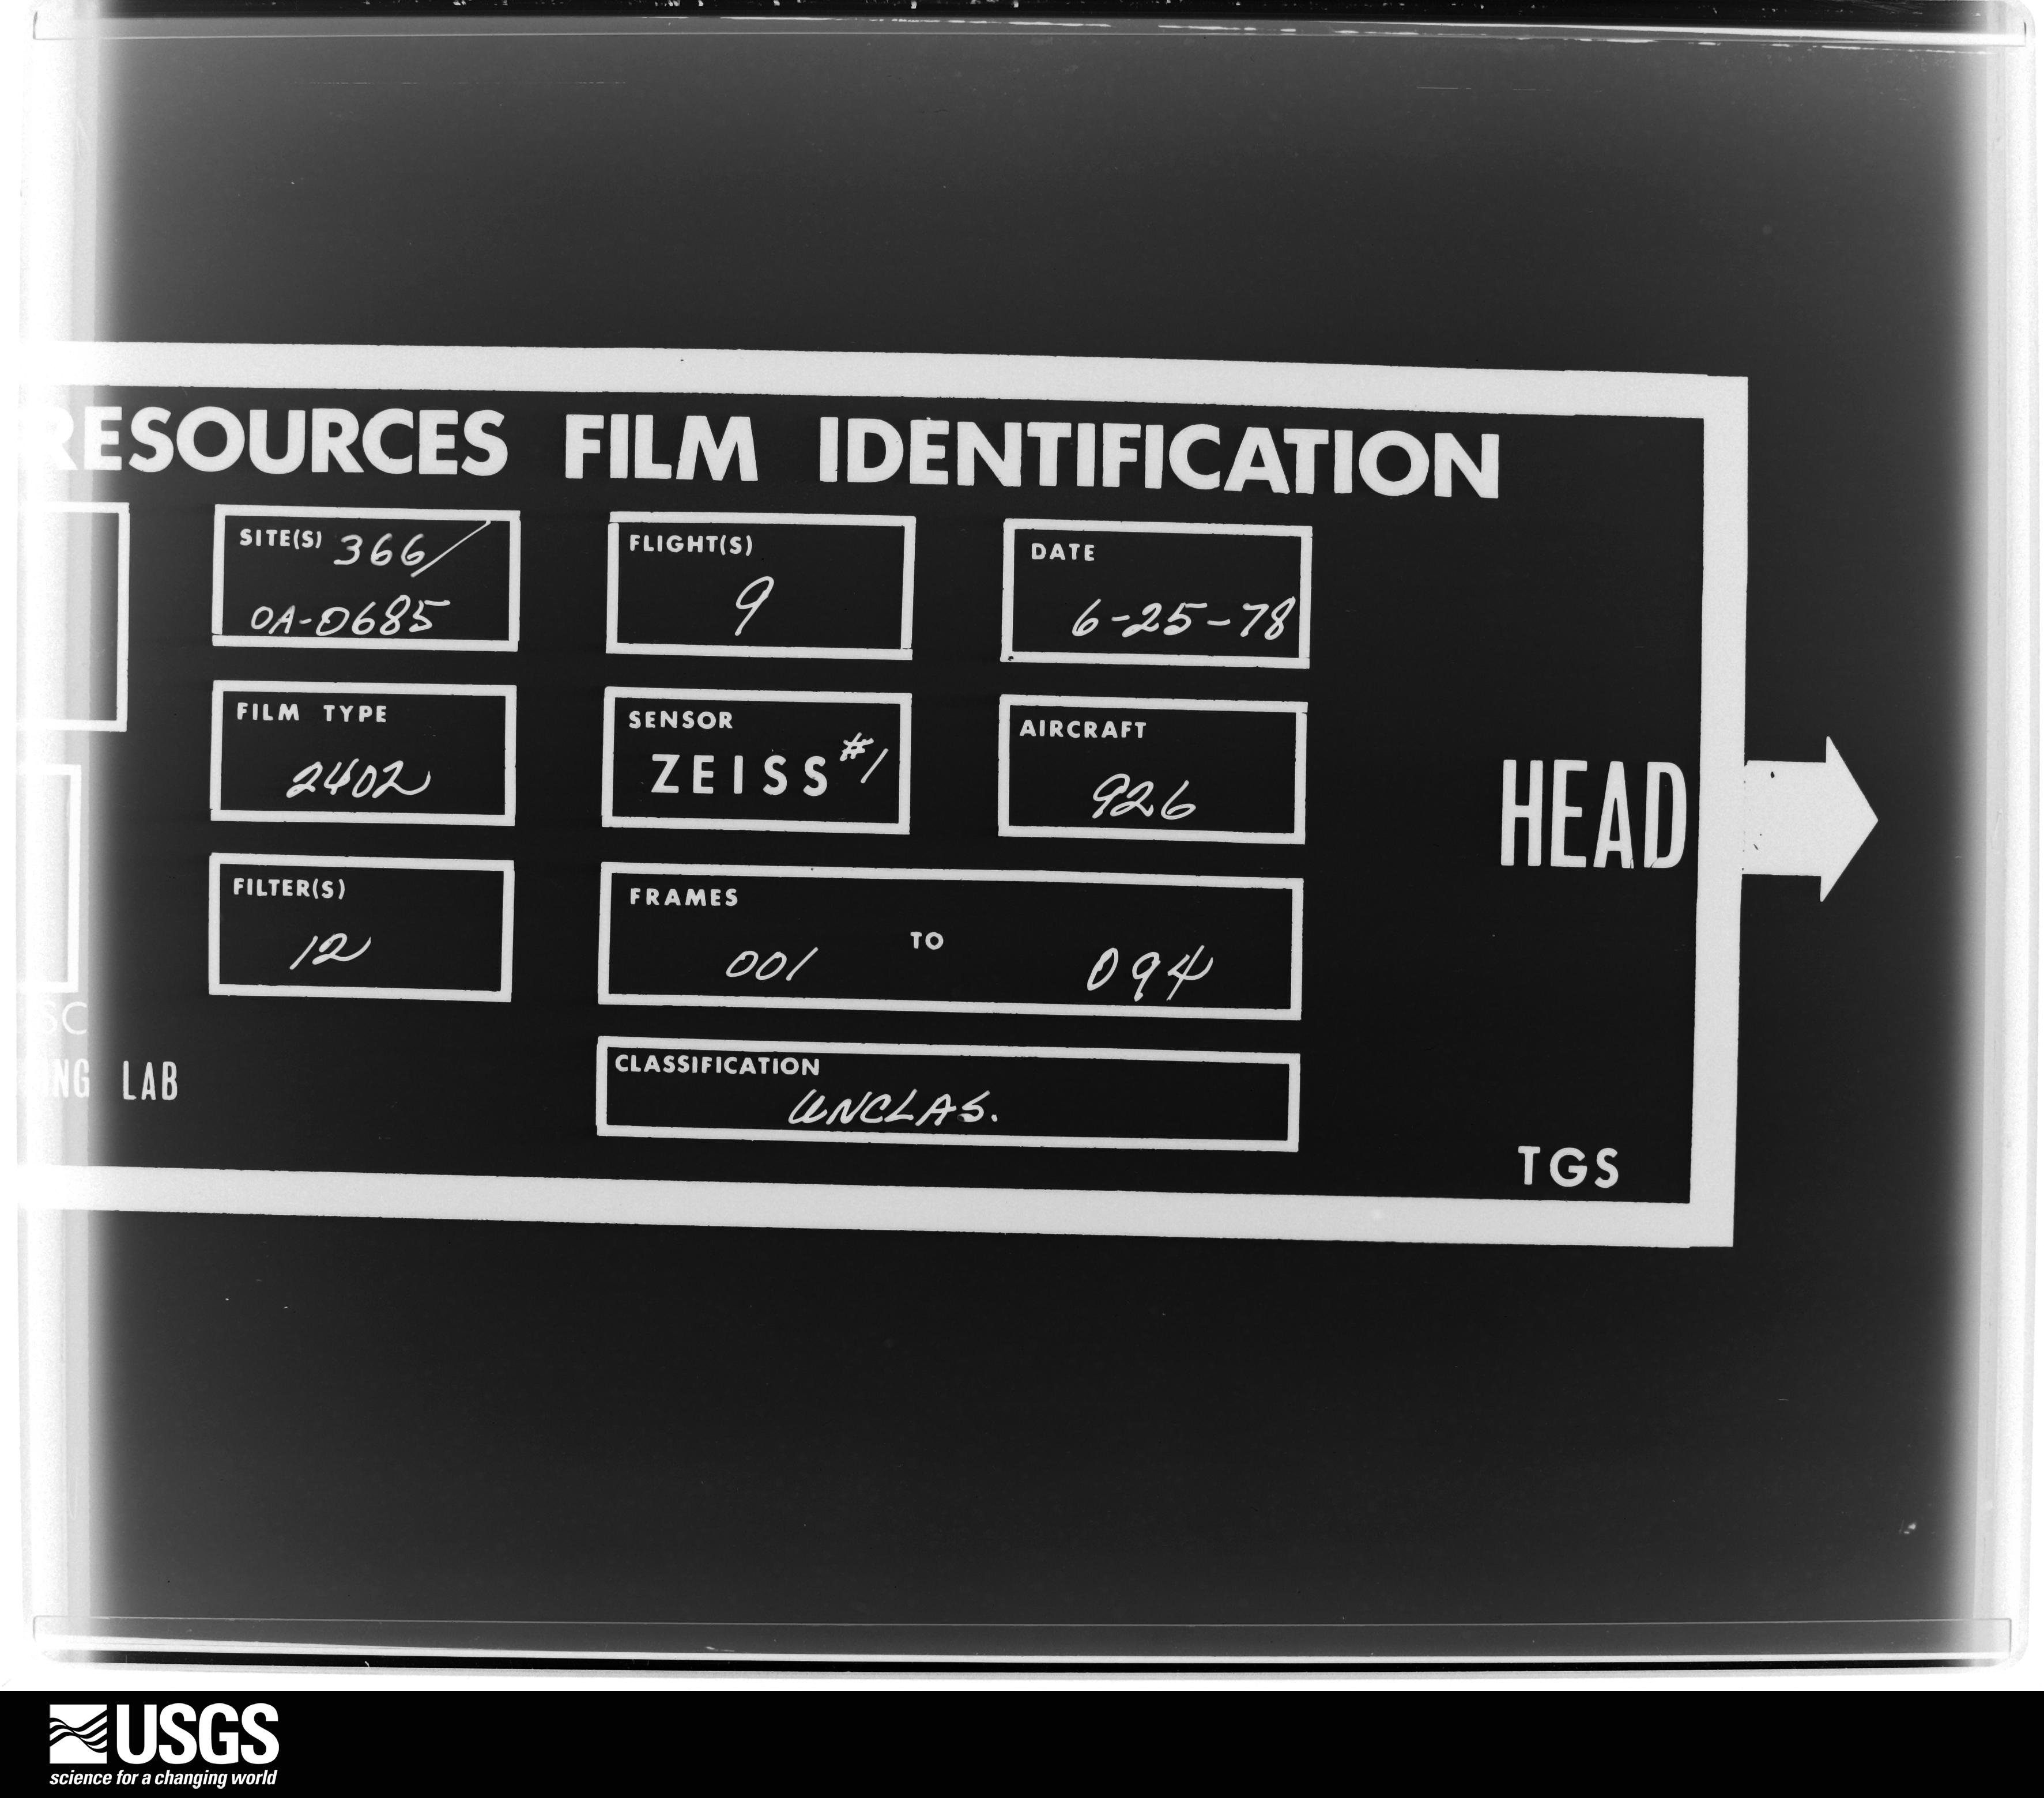 RESOURCES FILM IDENTIFICATION
SITE(S) 366/
OA-0685
FLIGHT(S)
9
DATE
6-25-78
FILM TYPE
2402
SENSOR
ZEISS #1
AIRCRAFT
926
HEAD
FILTER(S)
12
FRAMES
001 TO 094
SC
NG LAB
CLASSIFICATION
UNCLAS.
TGS
USGS
science for a changing world